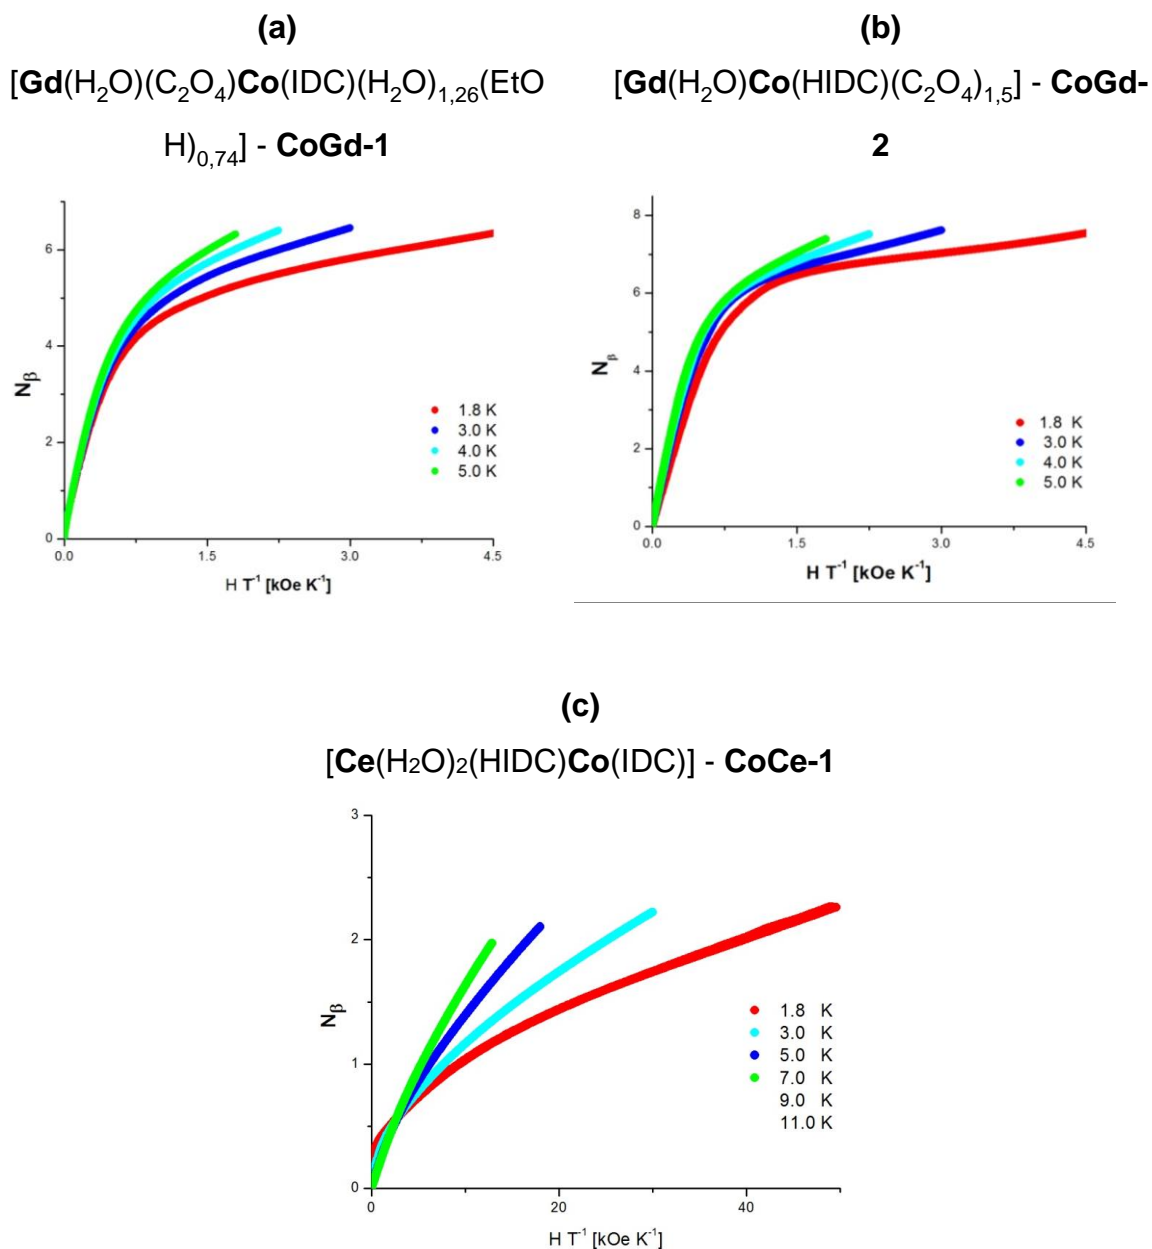 (a)
[Gd(H₂O)(C₂O₄)Co(IDC)(H₂O)₁,₂₆(EtO
H)₀,₇₄] - CoGd-1
6
4
2
0
0.0 1.5 3.0 4.5
Nβ
H T⁻¹ [kOe K⁻¹]
1.8 K
3.0 K
4.0 K
5.0 K
(b)
[Gd(H₂O)Co(HIDC)(C₂O₄)₁,₅] - CoGd-
2
8
6
4
2
0
0.0 1.5 3.0 4.5
Nβ
H T⁻¹ [kOe K⁻¹]
1.8 K
3.0 K
4.0 K
5.0 K
(c)
[Ce(H₂O)₂(HIDC)Co(IDC)] - CoCe-1
3
2
1
0
0 20 40
Nβ
H T⁻¹ [kOe K⁻¹]
1.8 K
3.0 K
5.0 K
7.0 K
9.0 K
11.0 K